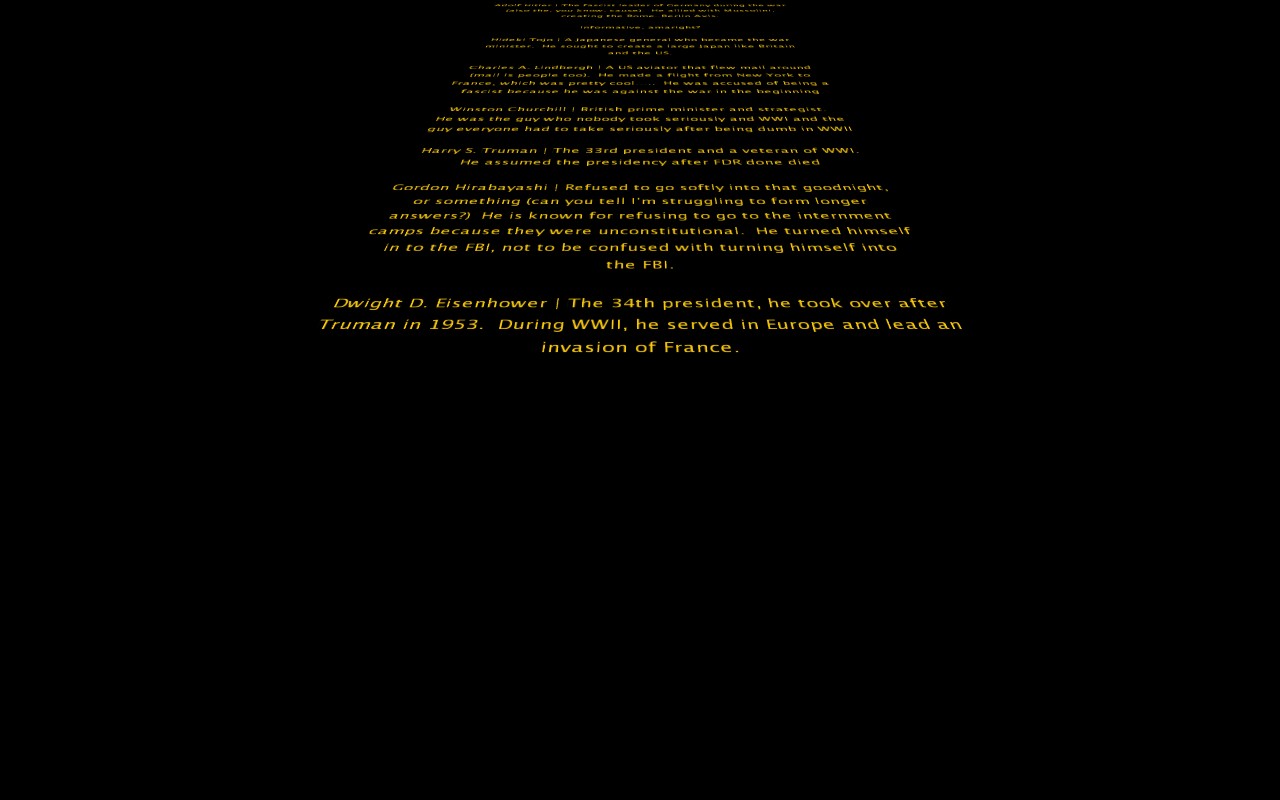 Adolf Hitler | The Fascist leader of Germany during the war
(also the, you know, cause). He allied with Mussolini,
creating the Rome-Berlin Axis.
Informative, amaright?
Hideki Tojo | A Japanese general who became the war
minister. He sought to create a large Japan like Britain
and the US.
Charles A. Lindbergh | A US aviator that flew mail around
(mail is people too). He made a flight from New York to
France, which was pretty cool . . . He was accused of being a
fascist because he was against the war in the beginning
Winston Churchill | British prime minister and strategist.
He was the guy who nobody took seriously and WWI and the
guy everyone had to take seriously after being dumb in WWII
Harry S. Truman | The 33rd president and a veteran of WWI.
He assumed the presidency after FDR done died
Gordon Hirabayashi | Refused to go softly into that goodnight,
or something (can you tell I'm struggling to form longer
answers?) He is known for refusing to go to the internment
camps because they were unconstitutional. He turned himself
in to the FBI, not to be confused with turning himself into
the FBI.
Dwight D. Eisenhower | The 34th president, he took over after
Truman in 1953. During WWII, he served in Europe and lead an
invasion of France.